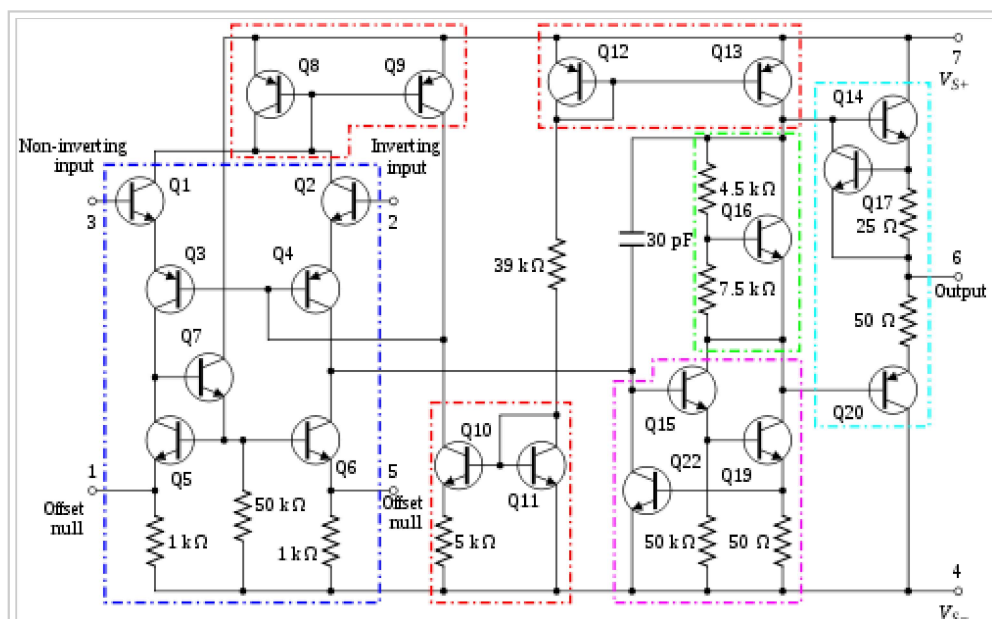 Q12
Q13
Q8
Q9
7
V_S+
Q14
Non-inverting
input
Inverting
input
Q1
Q2
4.5 kΩ
Q17
3
2
Q16
25 Ω
30 pF
6
Q3
Q4
39 kΩ
Output
7.5 kΩ
50 Ω
Q7
Q15
Q20
Q10
1
Q5
Q6
5
Q22
Q19
Q11
Offset
null
50 kΩ
Offset
null
1 kΩ
1 kΩ
5 kΩ
50 kΩ
50 Ω
4
V_S−